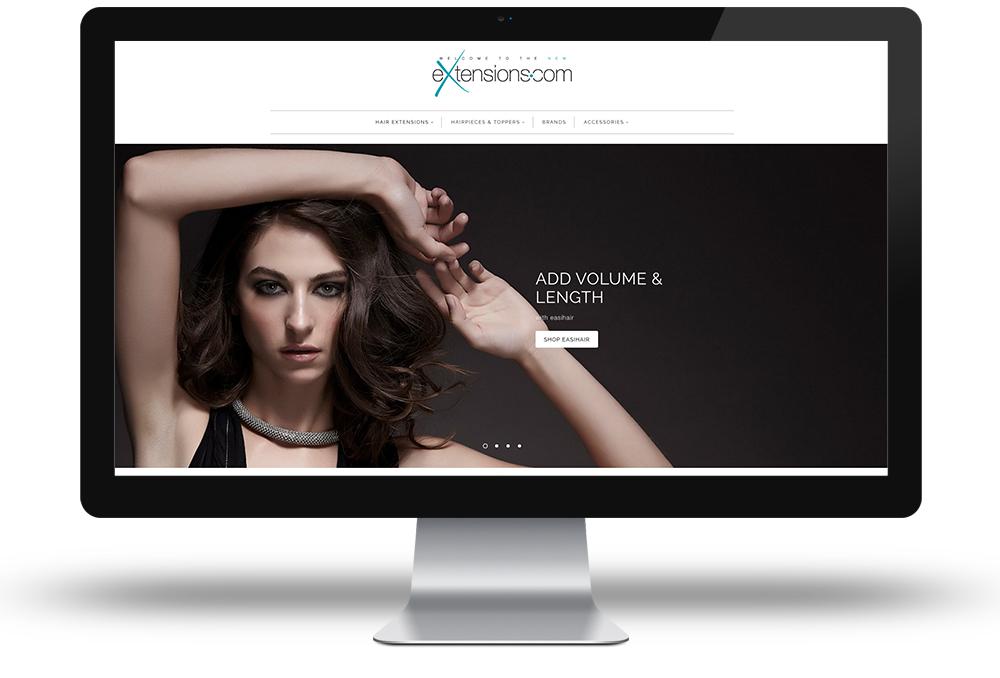 WELCOME TO THE NEW
extensions.com
HAIR EXTENSIONS
HAIRPIECES & TOPPERS
BRANDS
ACCESSORIES
ADD VOLUME &
LENGTH
with easihair
SHOP EASIHAIR